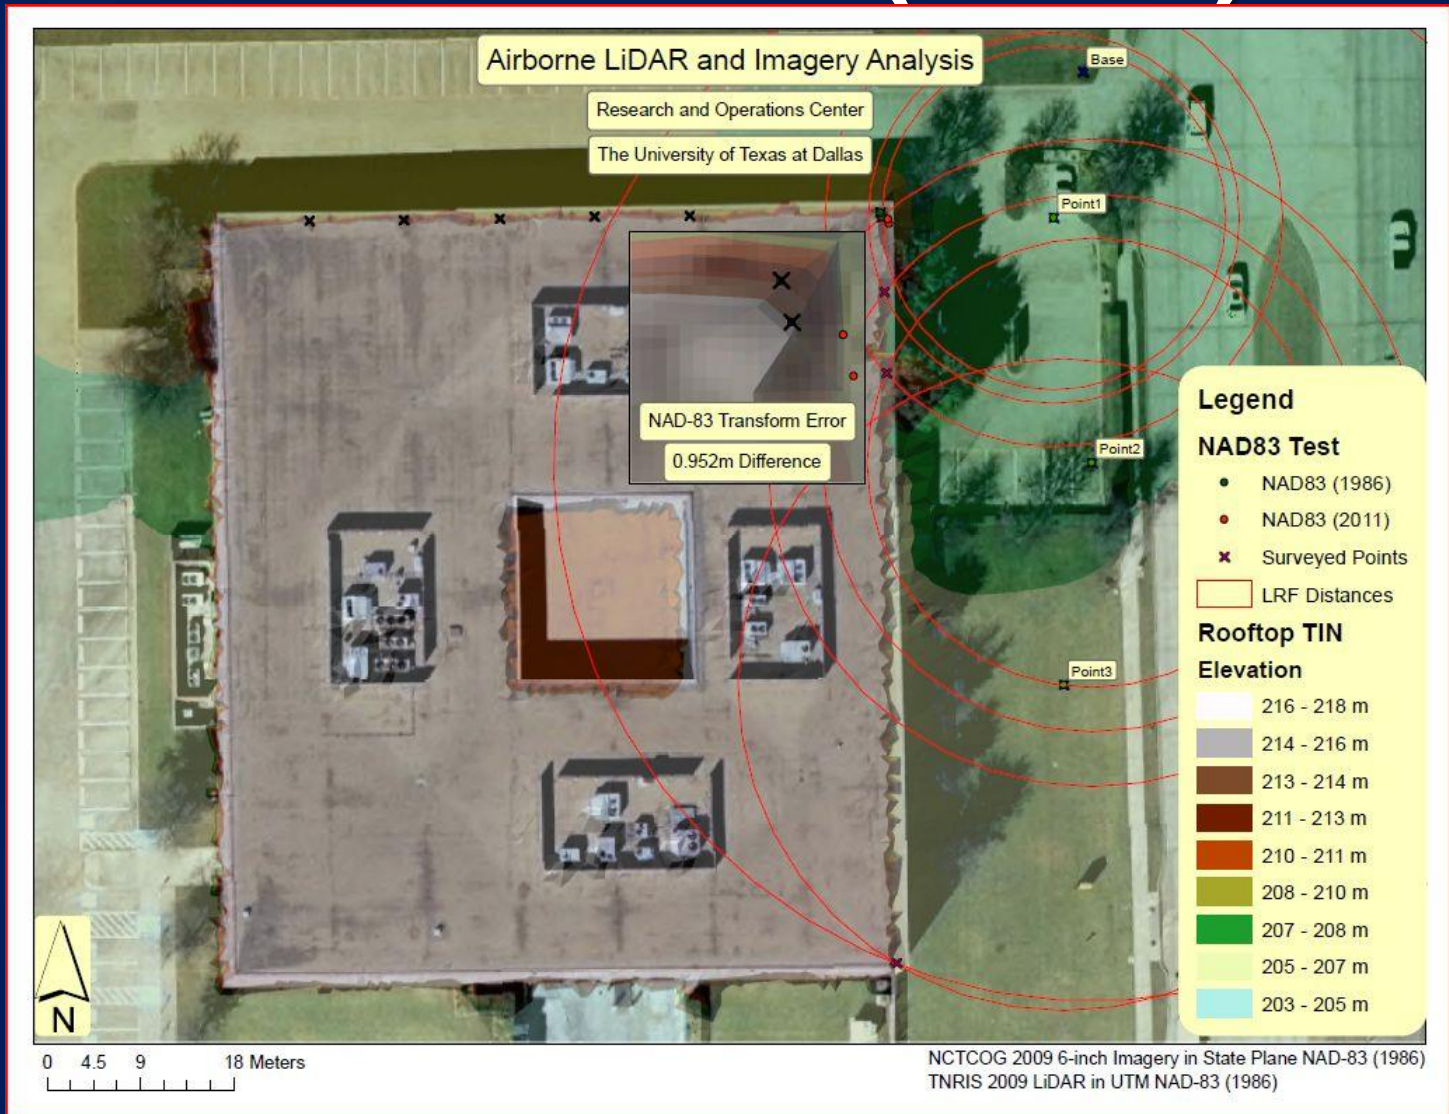 Airborne LiDAR and Imagery Analysis
Research and Operations Center
The University of Texas at Dallas
Base
Point1
NAD-83 Transform Error
0.952m Difference
Point2
Point3
Legend
NAD83 Test
NAD83 (1986)
NAD83 (2011)
Surveyed Points
LRF Distances
Rooftop TIN
Elevation
216 - 218 m
214 - 216 m
213 - 214 m
211 - 213 m
210 - 211 m
208 - 210 m
207 - 208 m
205 - 207 m
203 - 205 m
N
0 4.5 9 18 Meters
NCTCOG 2009 6-inch Imagery in State Plane NAD-83 (1986)
TNRIS 2009 LiDAR in UTM NAD-83 (1986)